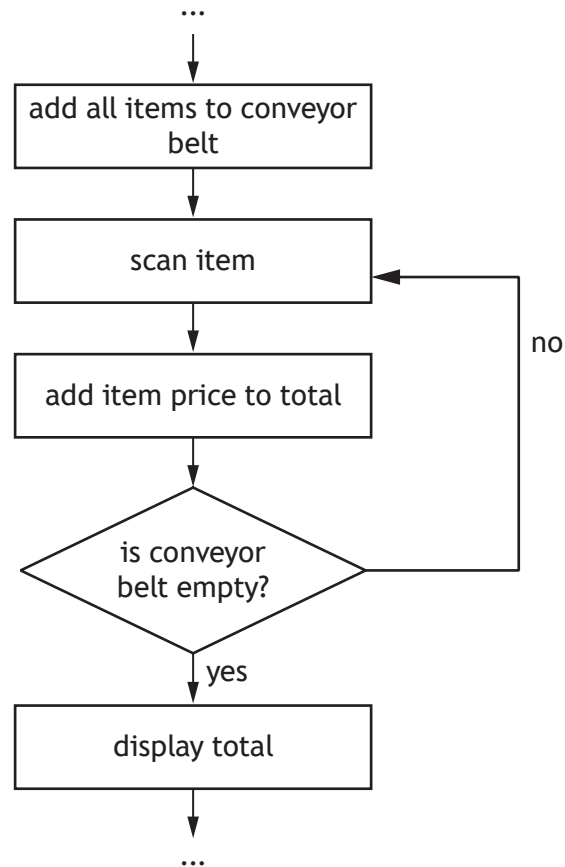 ...
add all items to conveyor
belt
scan item
no
add item price to total
is conveyor
belt empty?
yes
display total
...